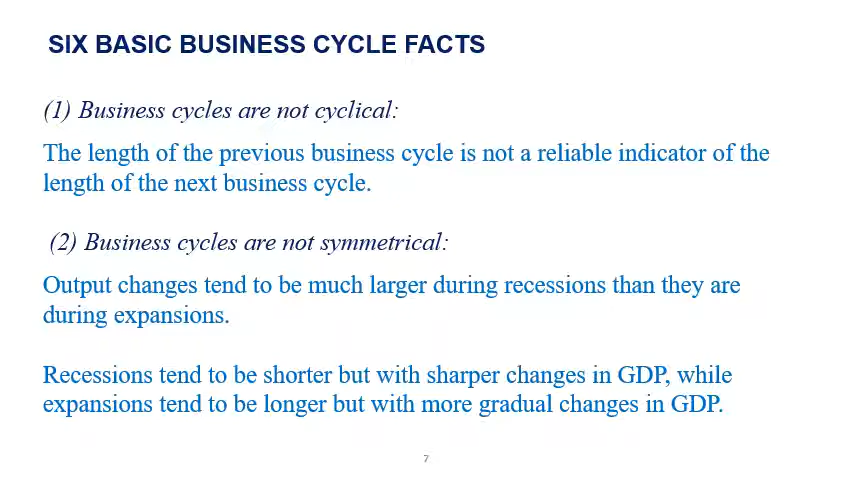 SIX BASIC BUSINESS CYCLE FACTS
(1) Business cycles are not cyclical:
The length of the previous business cycle is not a reliable indicator of the
length of the next business cycle.
(2) Business cycles are not symmetrical:
Output changes tend to be much larger during recessions than they are
during expansions.
Recessions tend to be shorter but with sharper changes in GDP, while
expansions tend to be longer but with more gradual changes in GDP.
7